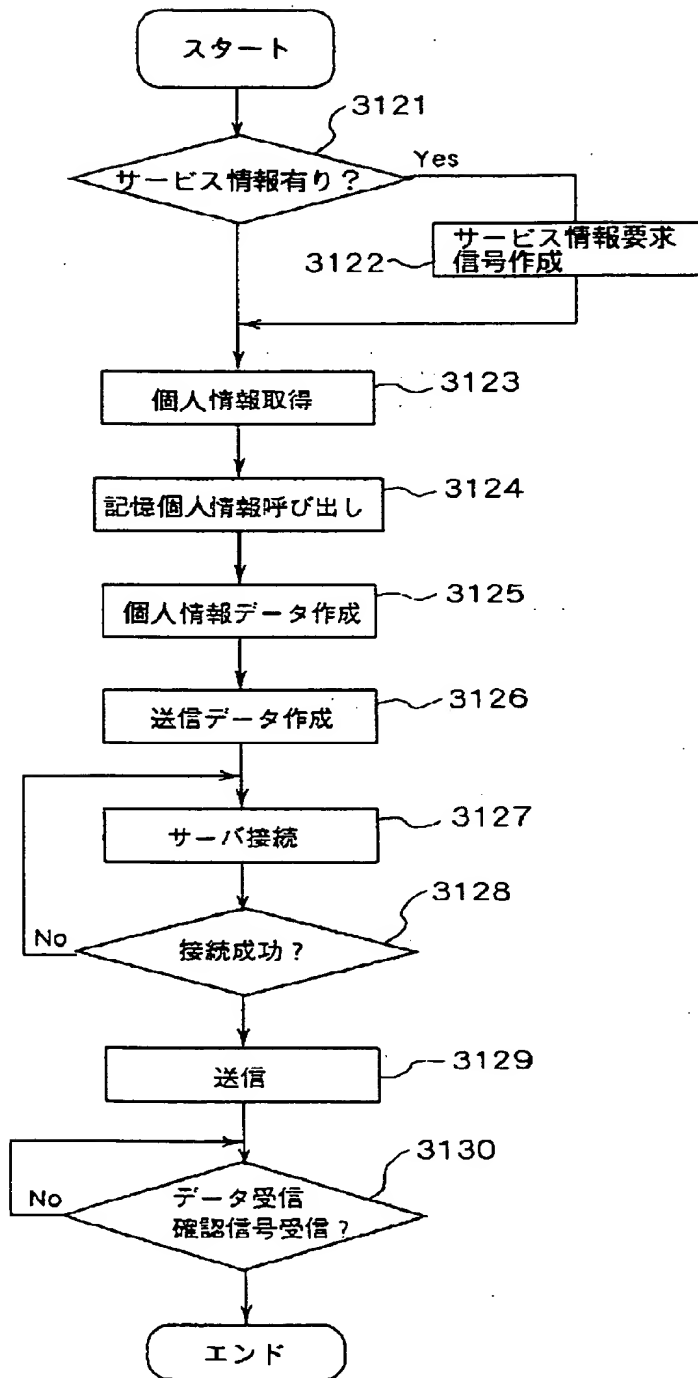 スタート
3121
サービス情報有り？
Yes
サービス情報要求
信号作成
3122
個人情報取得
3123
記憶個人情報呼び出し
3124
個人情報データ作成
3125
送信データ作成
3126
サーバ接続
3127
接続成功？
3128
No
送信
3129
データ受信
確認信号受信？
3130
No
エンド